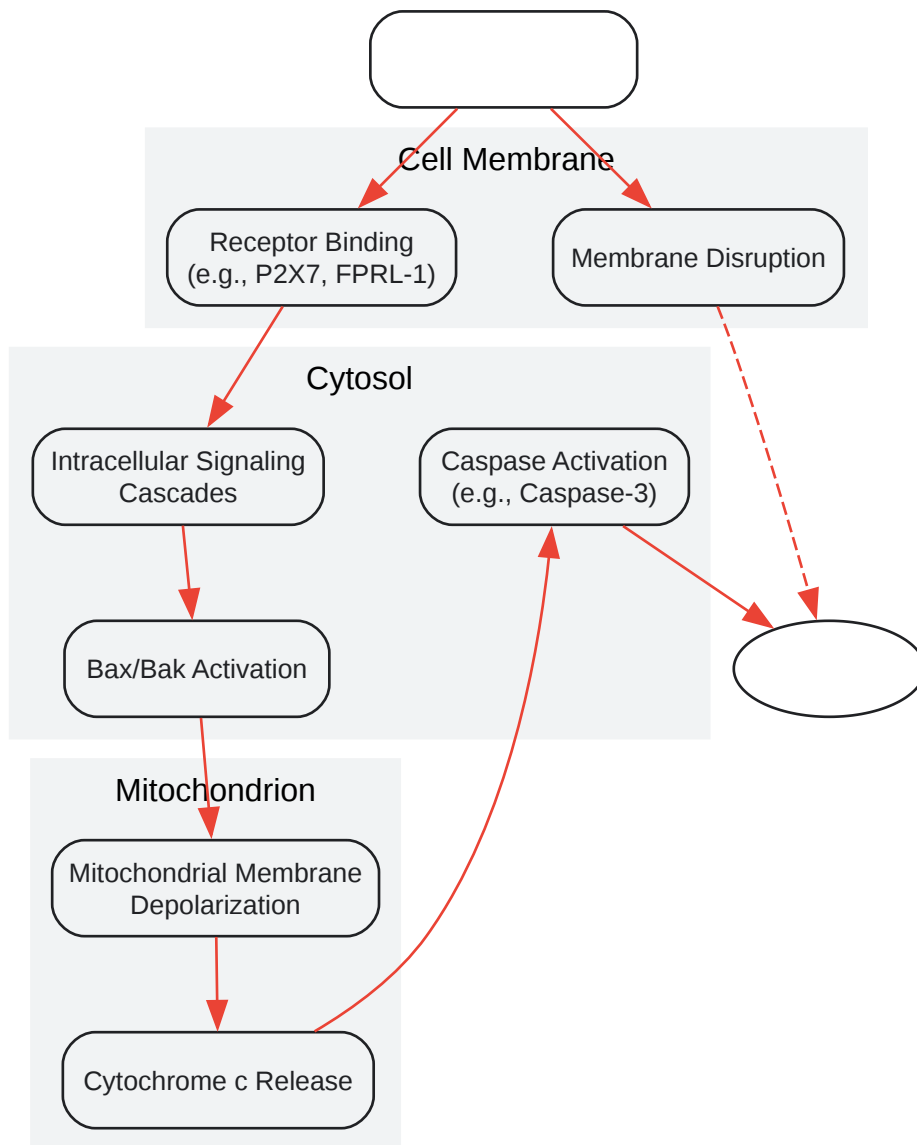 Cell Membrane
Receptor Binding
(e.g., P2X7, FPRL-1)
Membrane Disruption
Cytosol
Intracellular Signaling
Cascades
Caspase Activation
(e.g., Caspase-3)
Bax/Bak Activation
Mitochondrion
Mitochondrial Membrane
Depolarization
Cytochrome c Release